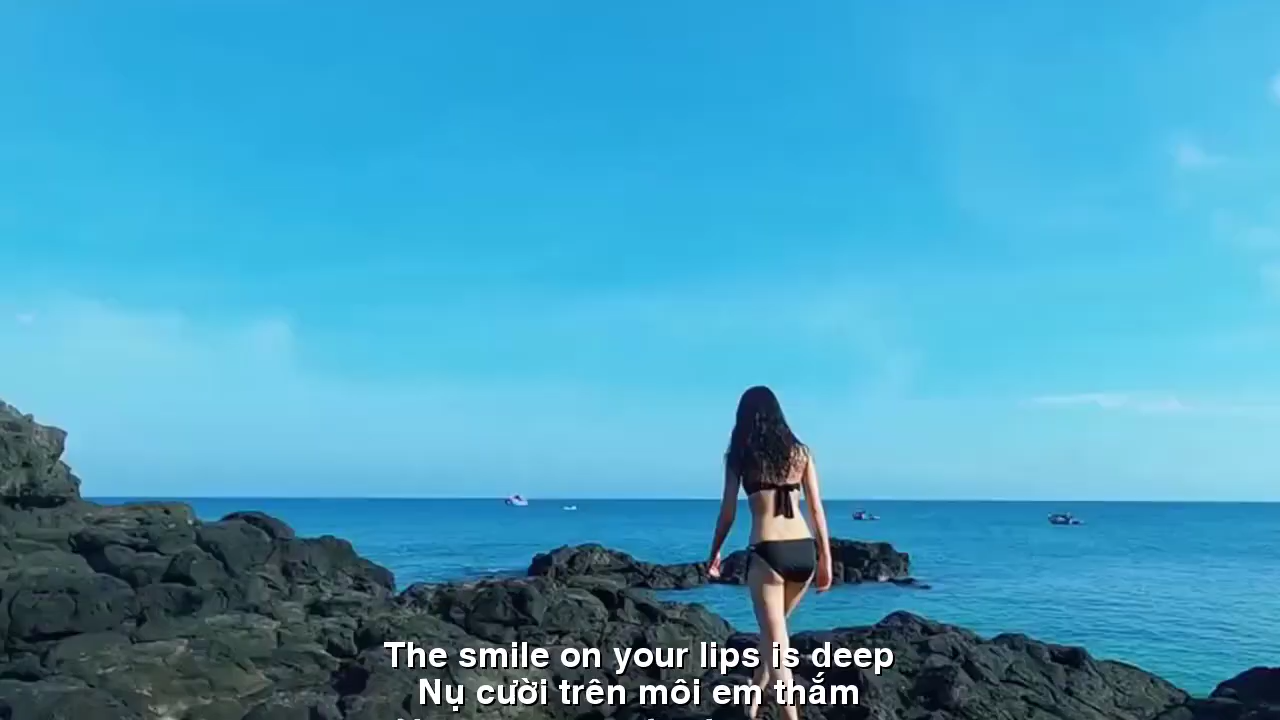 The smile on your lips is deep
Nụ cười trên môi em thắm